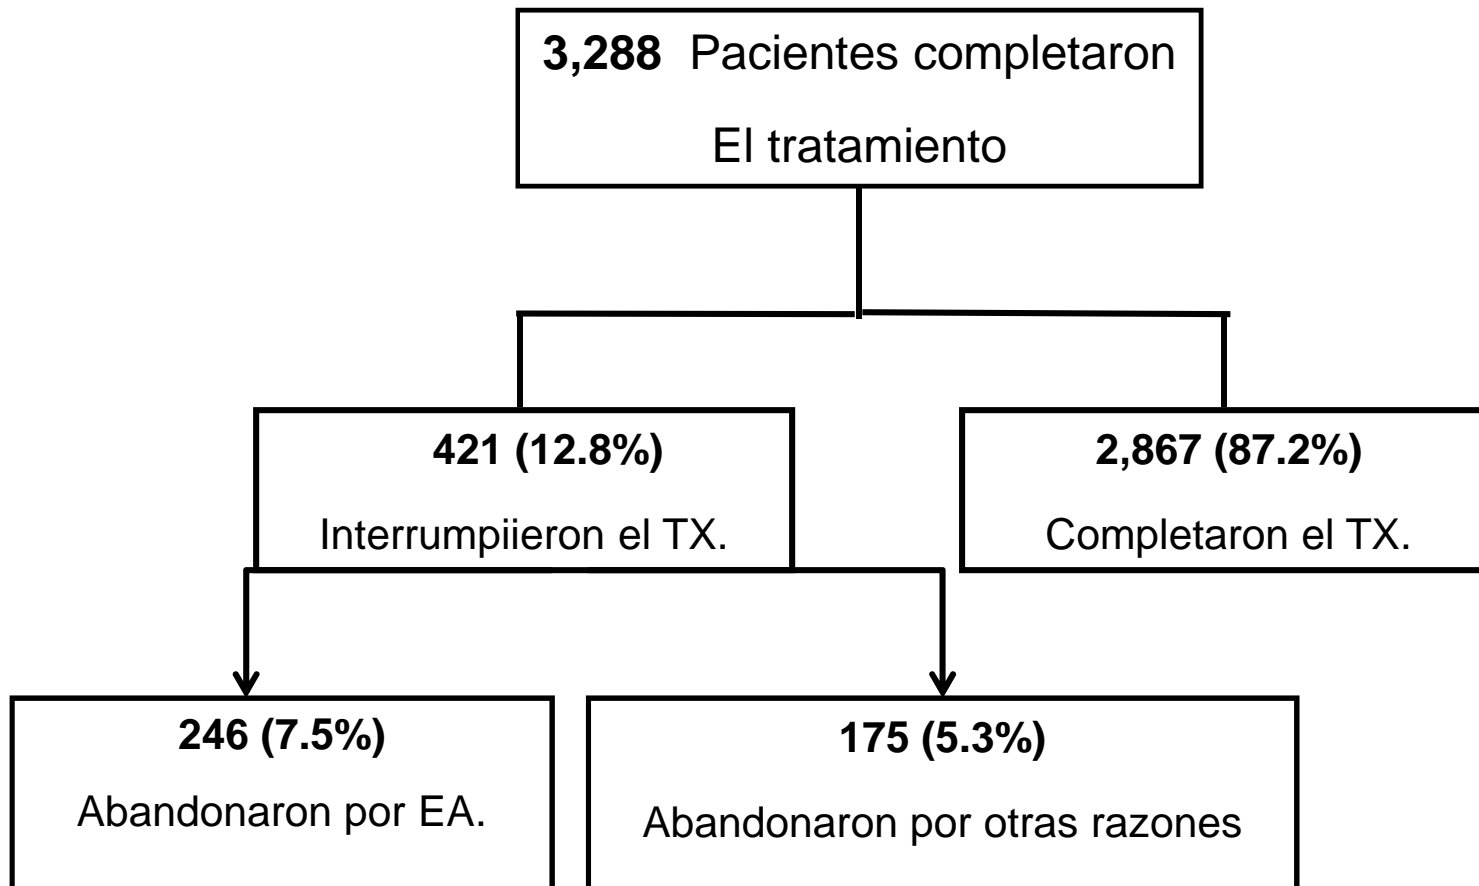 3,288 Pacientes completaron
El tratamiento
421 (12.8%)
Interrumpiieron el TX.
2,867 (87.2%)
Completaron el TX.
246 (7.5%)
Abandonaron por EA.
175 (5.3%)
Abandonaron por otras razones